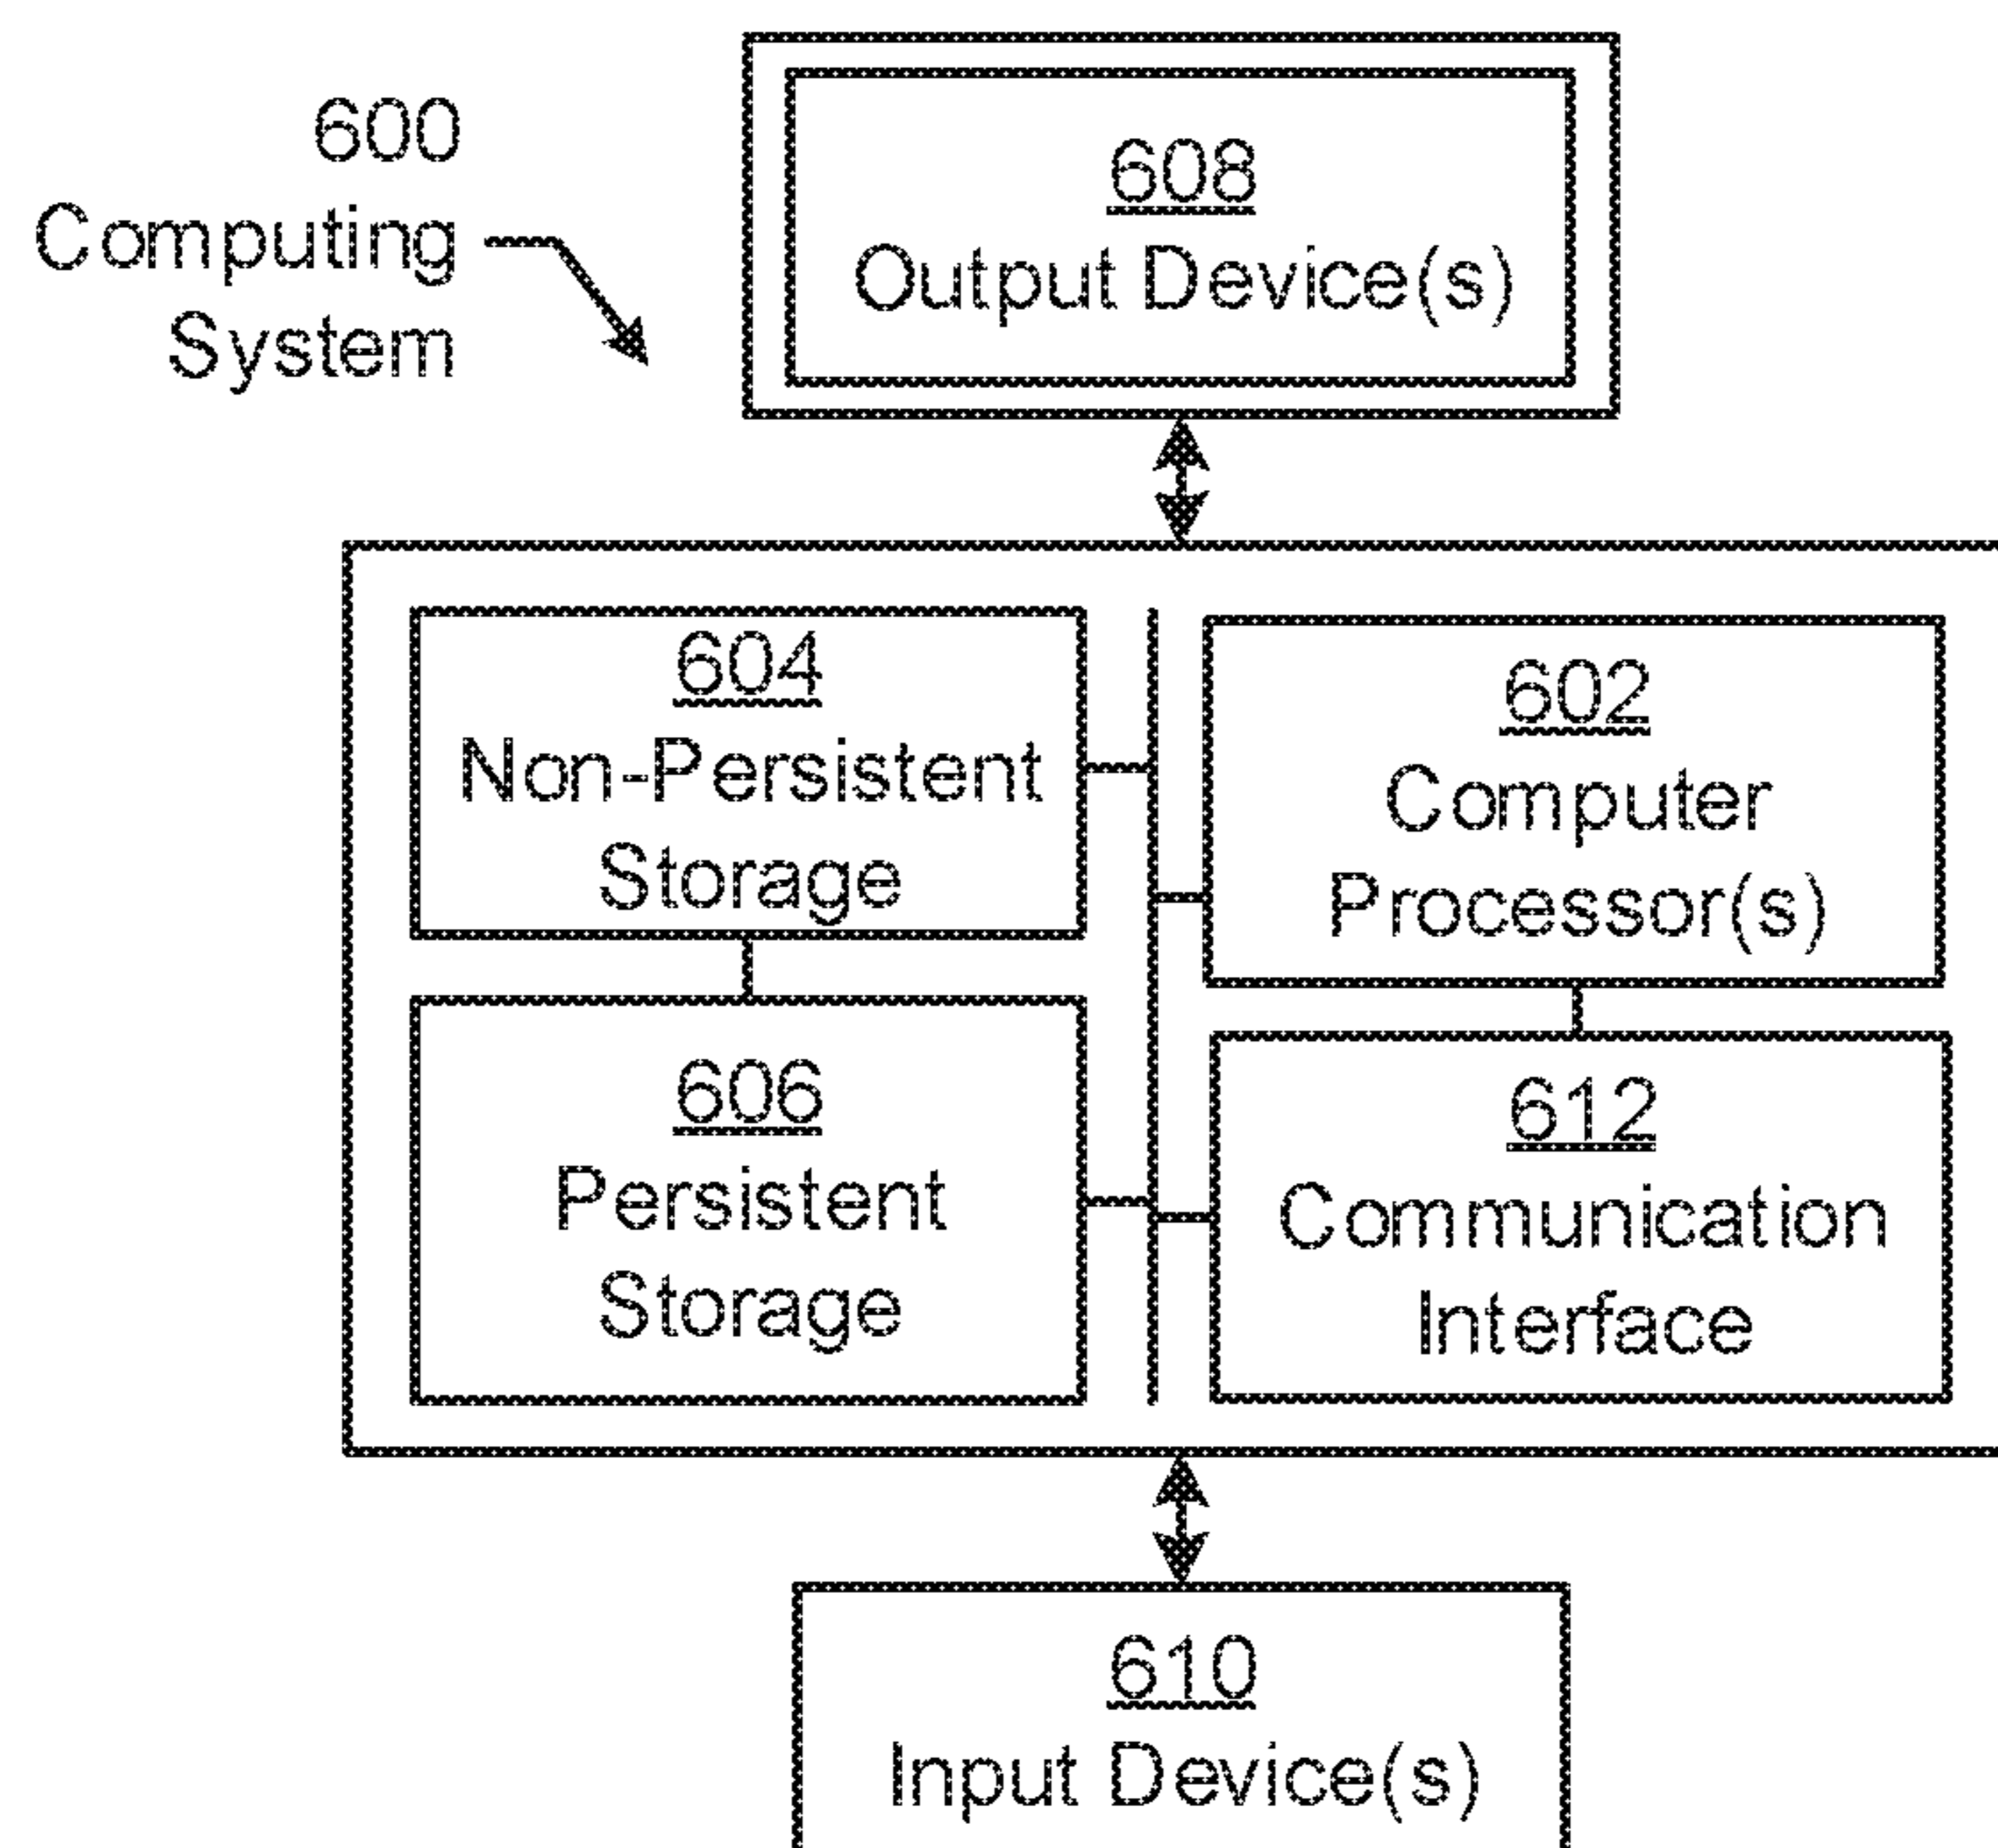 600
Computing
System
608
Output Device(s)
604
Non-Persistent
Storage
602
Computer
Processor(s)
606
Persistent
Storage
612
Communication
Interface
610
Input Device(s)